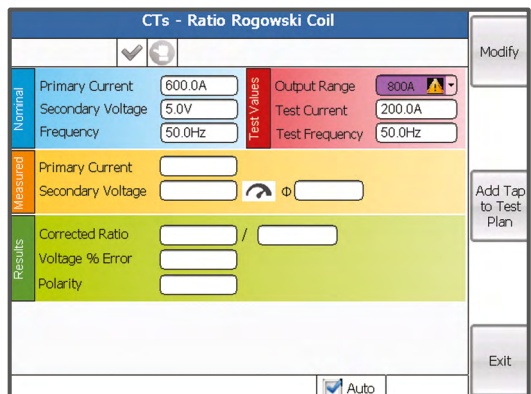 CTs - Ratio Rogowski Coil
Modify
Nominal
Primary Current 600.0A
Secondary Voltage 5.0V
Frequency 50.0Hz
Test Values
Output Range 800A
Test Current 200.0A
Test Frequency 50.0Hz
Measured
Primary Current
Secondary Voltage Φ
Add Tap
to Test
Plan
Results
Corrected Ratio /
Voltage % Error
Polarity
Exit
Auto